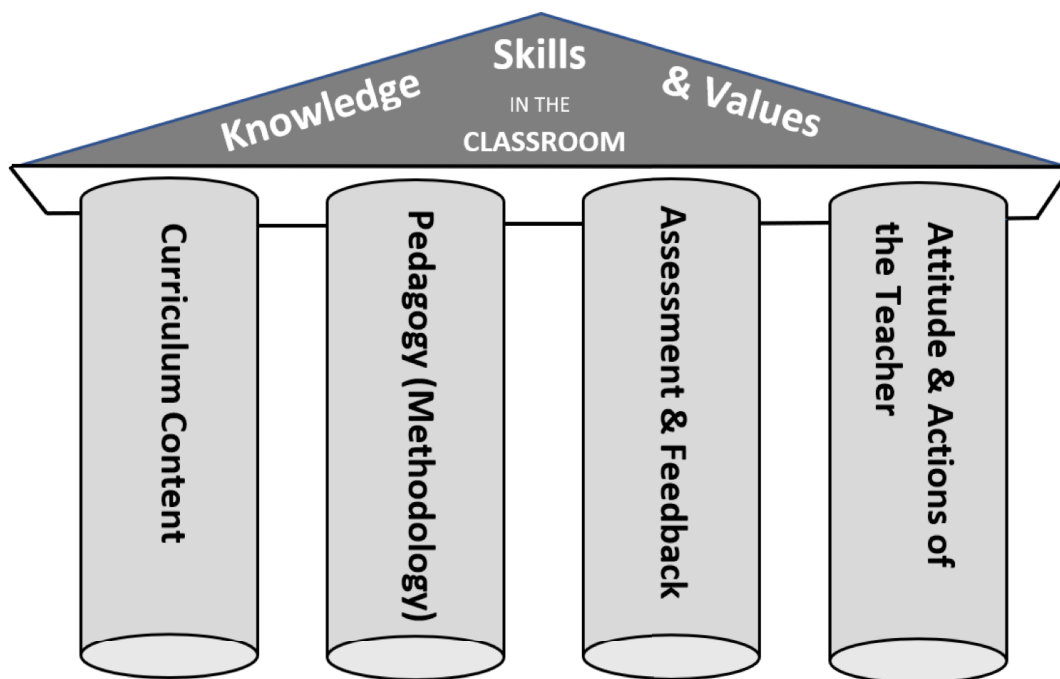 Knowledge Skills & Values
IN THE
CLASSROOM
Curriculum Content
Pedagogy (Methodology)
Assessment & Feedback
Attitude & Actions of
the Teacher